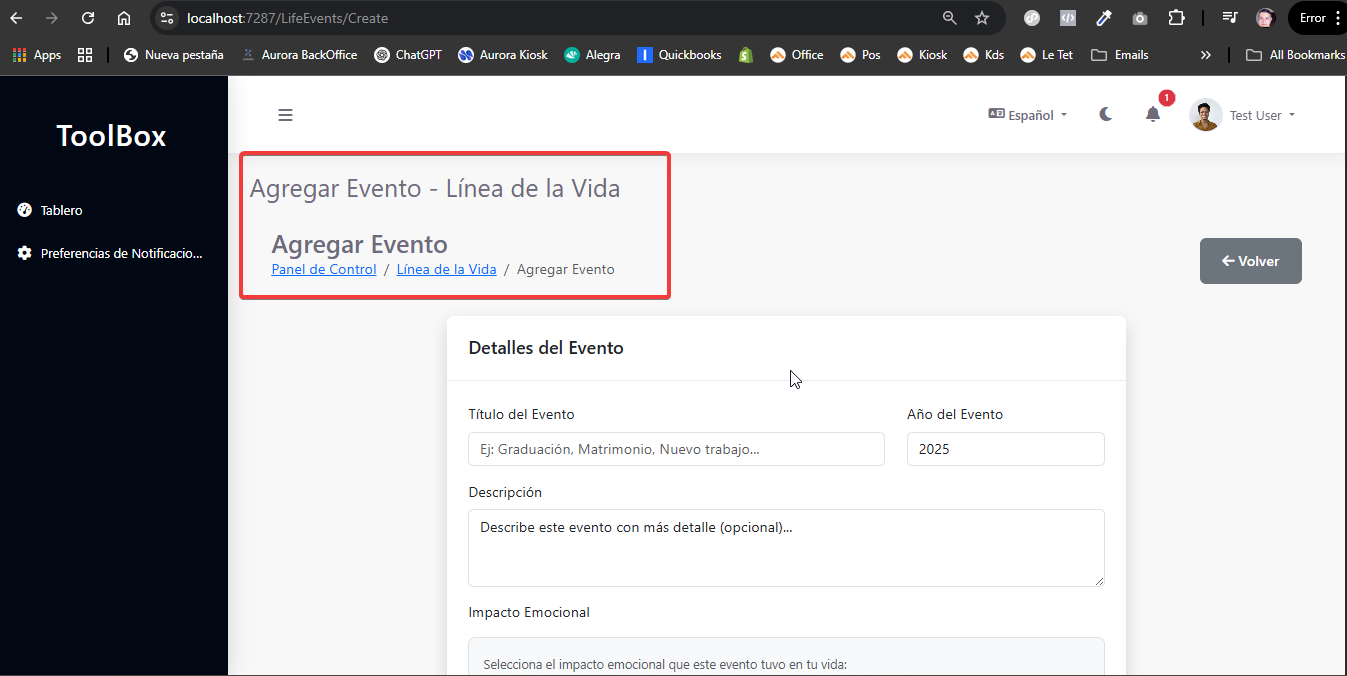 localhost:7287/LifeEvents/Create
Error
Apps Nueva pestaña Aurora BackOffice ChatGPT Aurora Kiosk Alegra Quickbooks Office Pos Kiosk Kds Le Tet Emails » All Bookmarks
ToolBox
Español 1 Test User
Tablero
Preferencias de Notificacio...
Agregar Evento - Línea de la Vida
Agregar Evento
Panel de Control / Línea de la Vida / Agregar Evento
Volver
Detalles del Evento
Título del Evento Año del Evento
Ej: Graduación, Matrimonio, Nuevo trabajo... 2025
Descripción
Describe este evento con más detalle (opcional)...
Impacto Emocional
Selecciona el impacto emocional que este evento tuvo en tu vida: